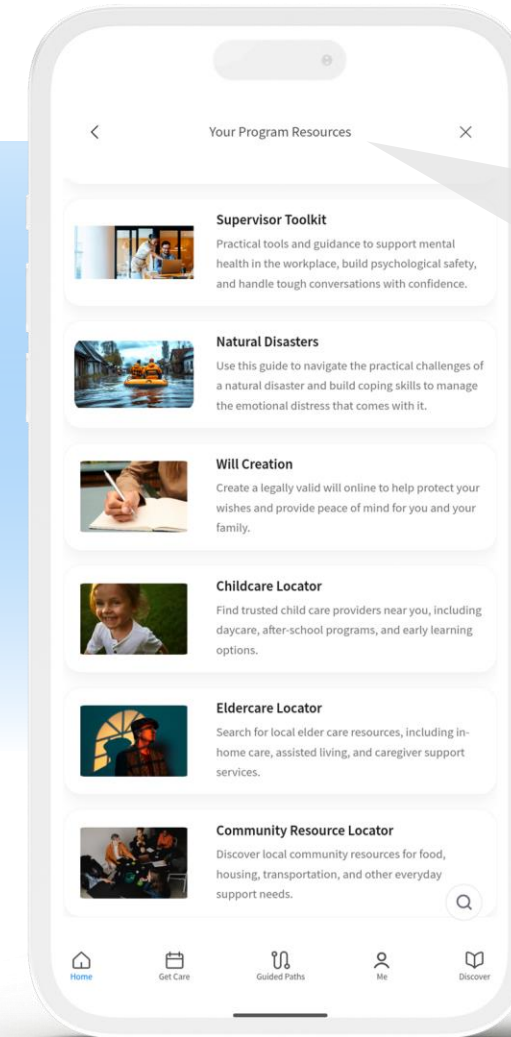 Your Program Resources
Supervisor Toolkit
Practical tools and guidance to support mental
health in the workplace, build psychological safety,
and handle tough conversations with confidence.
Natural Disasters
Use this guide to navigate the practical challenges of
a natural disaster and build coping skills to manage
the emotional distress that comes with it.
Will Creation
Create a legally valid will online to help protect your
wishes and provide peace of mind for you and your
family.
Childcare Locator
Find trusted child care providers near you, including
daycare, after-school programs, and early learning
options.
Eldercare Locator
Search for local elder care resources, including in-
home care, assisted living, and caregiver support
services.
Community Resource Locator
Discover local community resources for food,
housing, transportation, and other everyday
support needs.
Home
Get Care
Guided Paths
Me
Discover